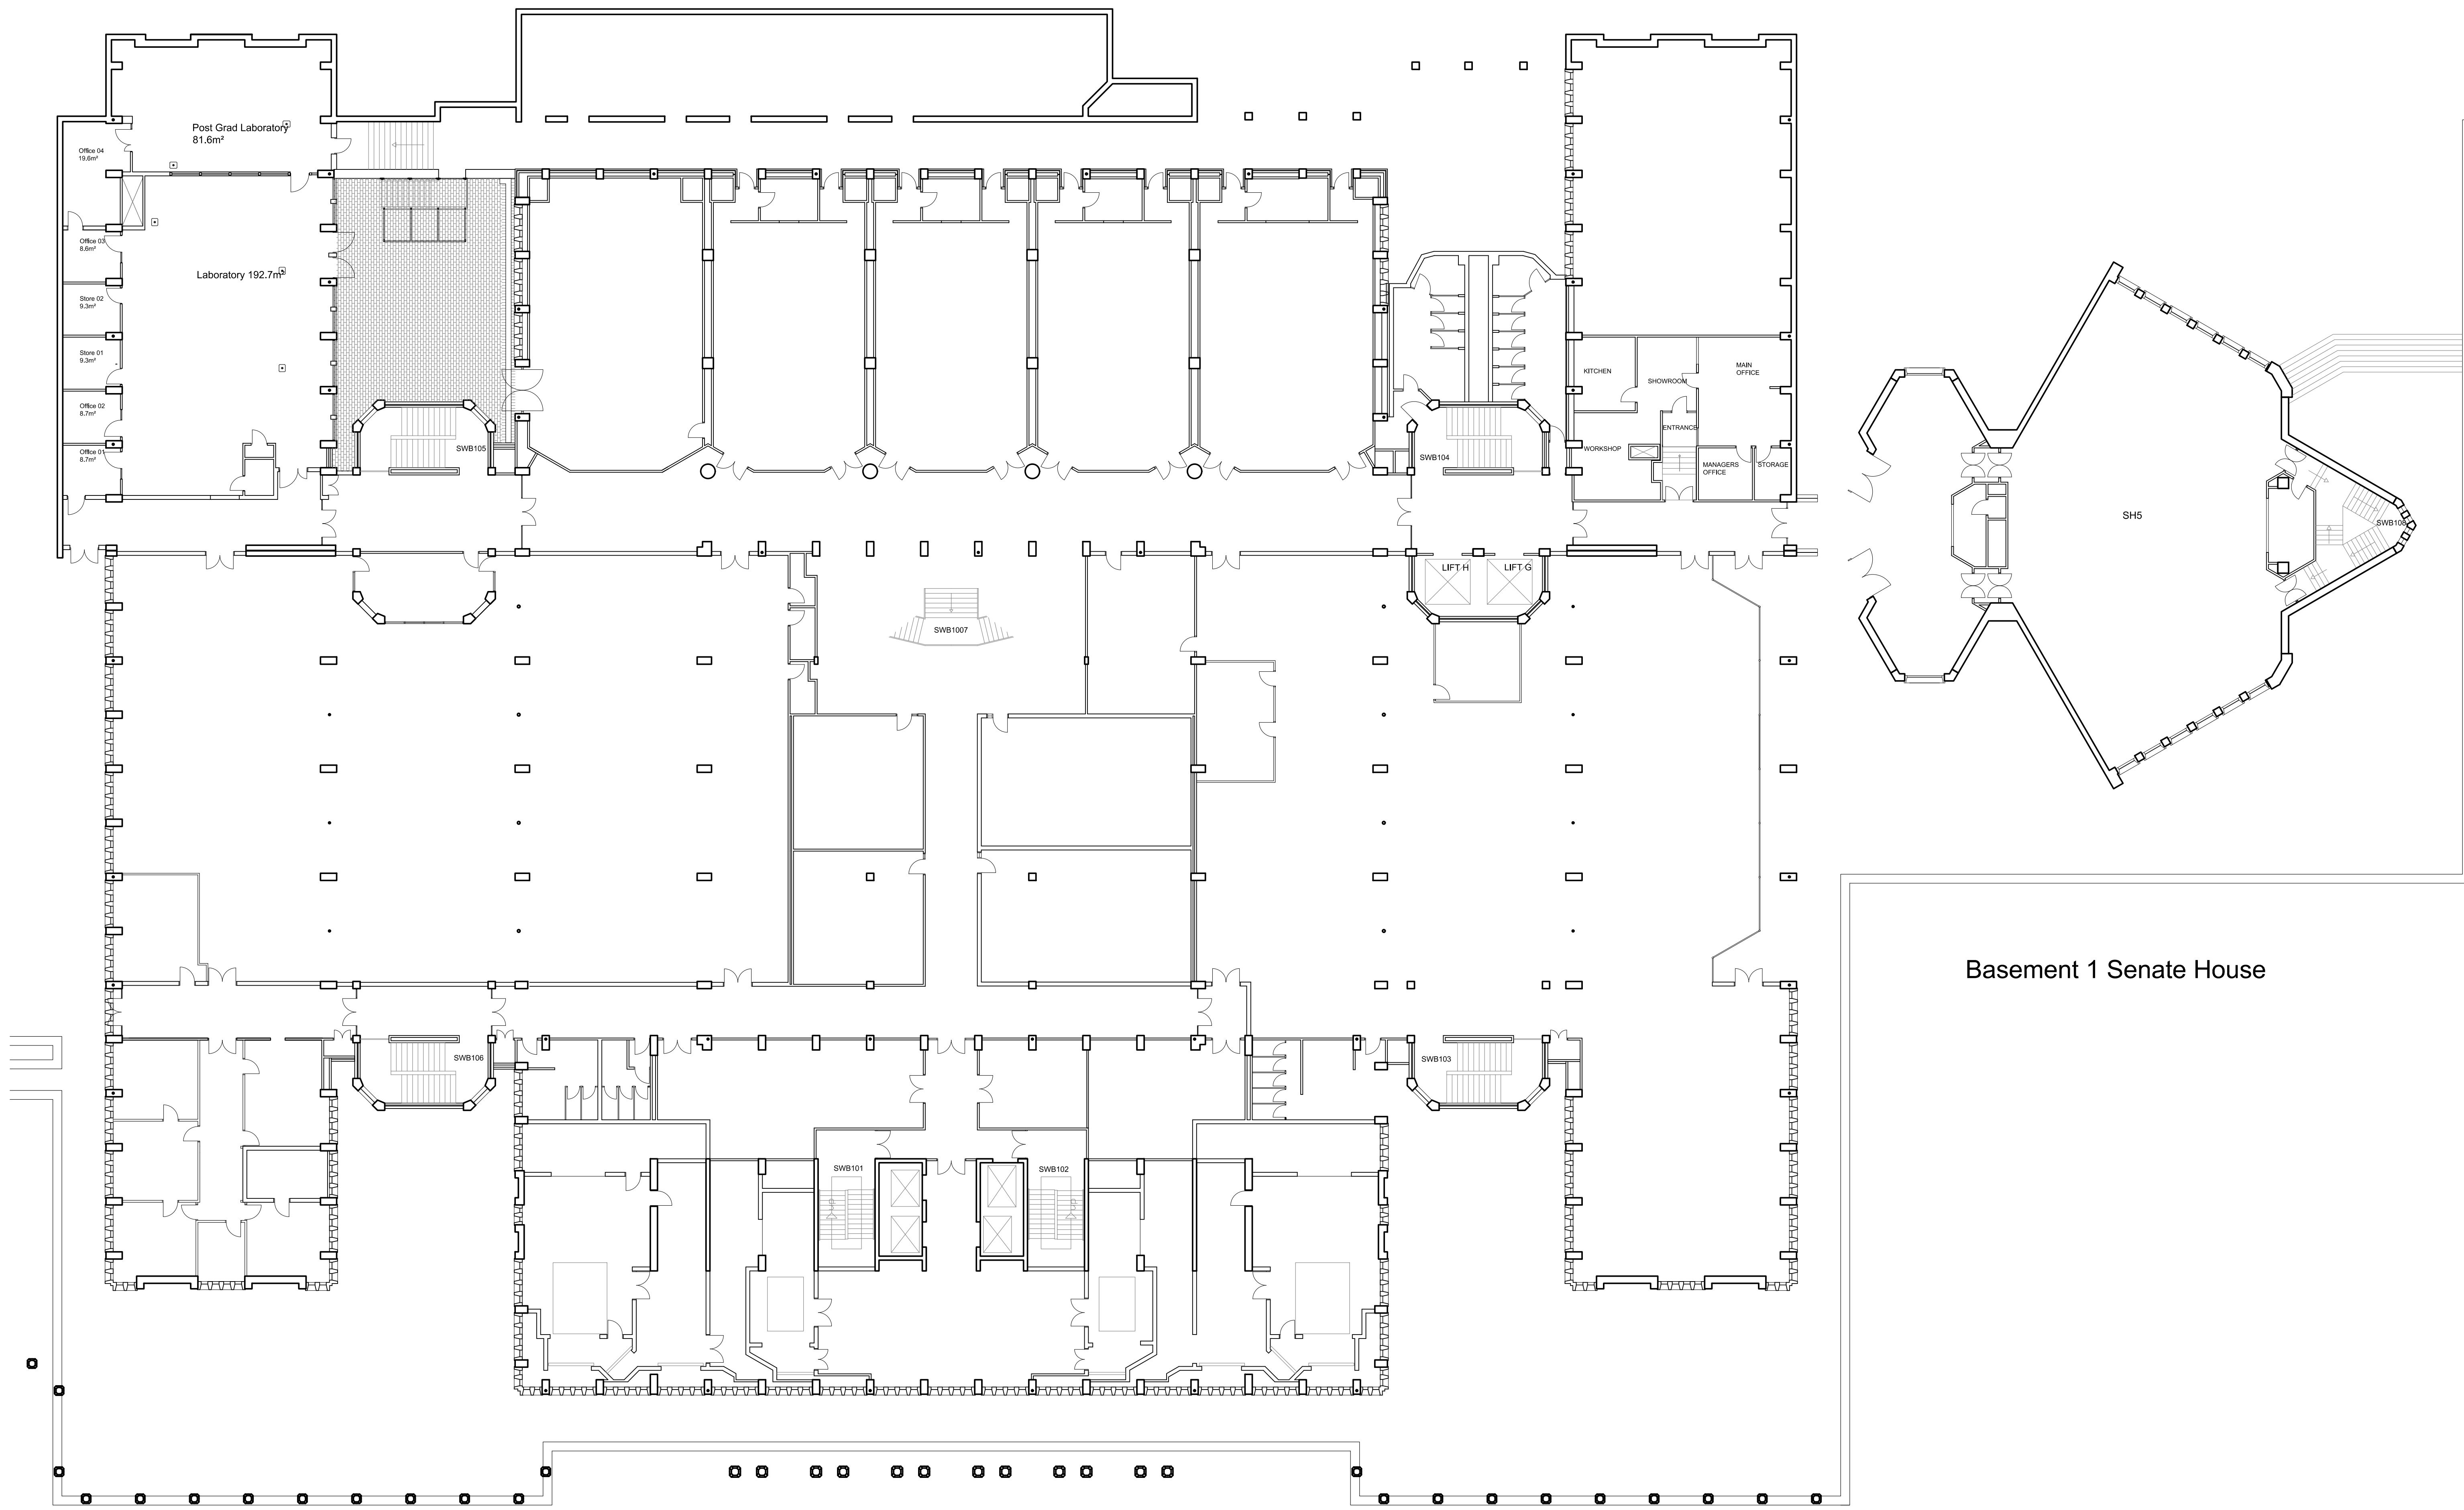 Post Grad Laboratory
81.6m²
Office 04
19,6m²
Office 03
8.6m²
Laboratory 192.7m²
Store 02
9,3m²
Store 01
9.3m²
Office 02
8.7m²
Office 01
8,7m²
SWB105
SWB104
KITCHEN
SHOWROOM
MAIN
OFFICE
ENTRANCE
WORKSHOP
MANAGERS
OFFICE
STORAGE
SH5
SWB108
LIFT H
LIFT G
SWB1007
Basement 1 Senate House
SWB106
SWB103
SWB101
SWB102